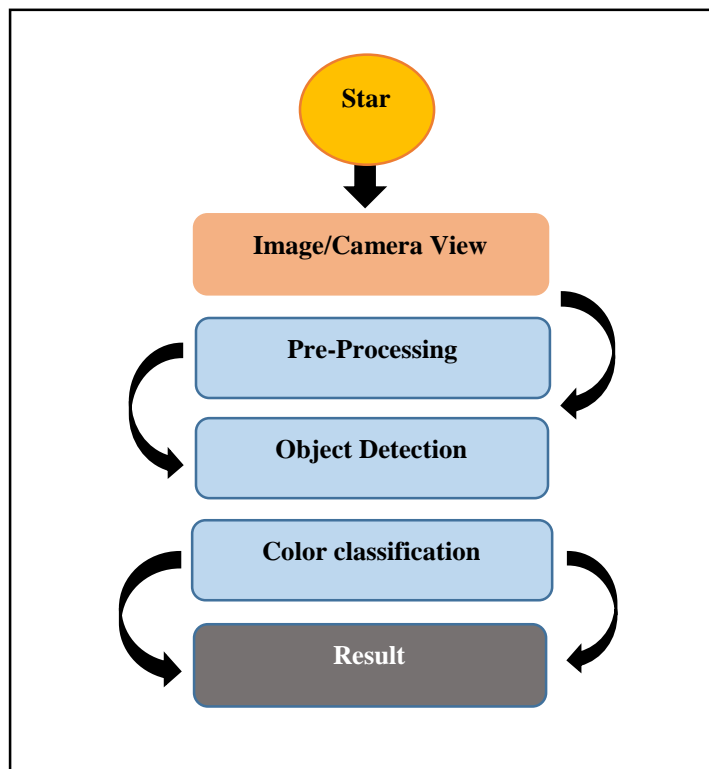 Star
Image/Camera View
Pre-Processing
Object Detection
Color classification
Result